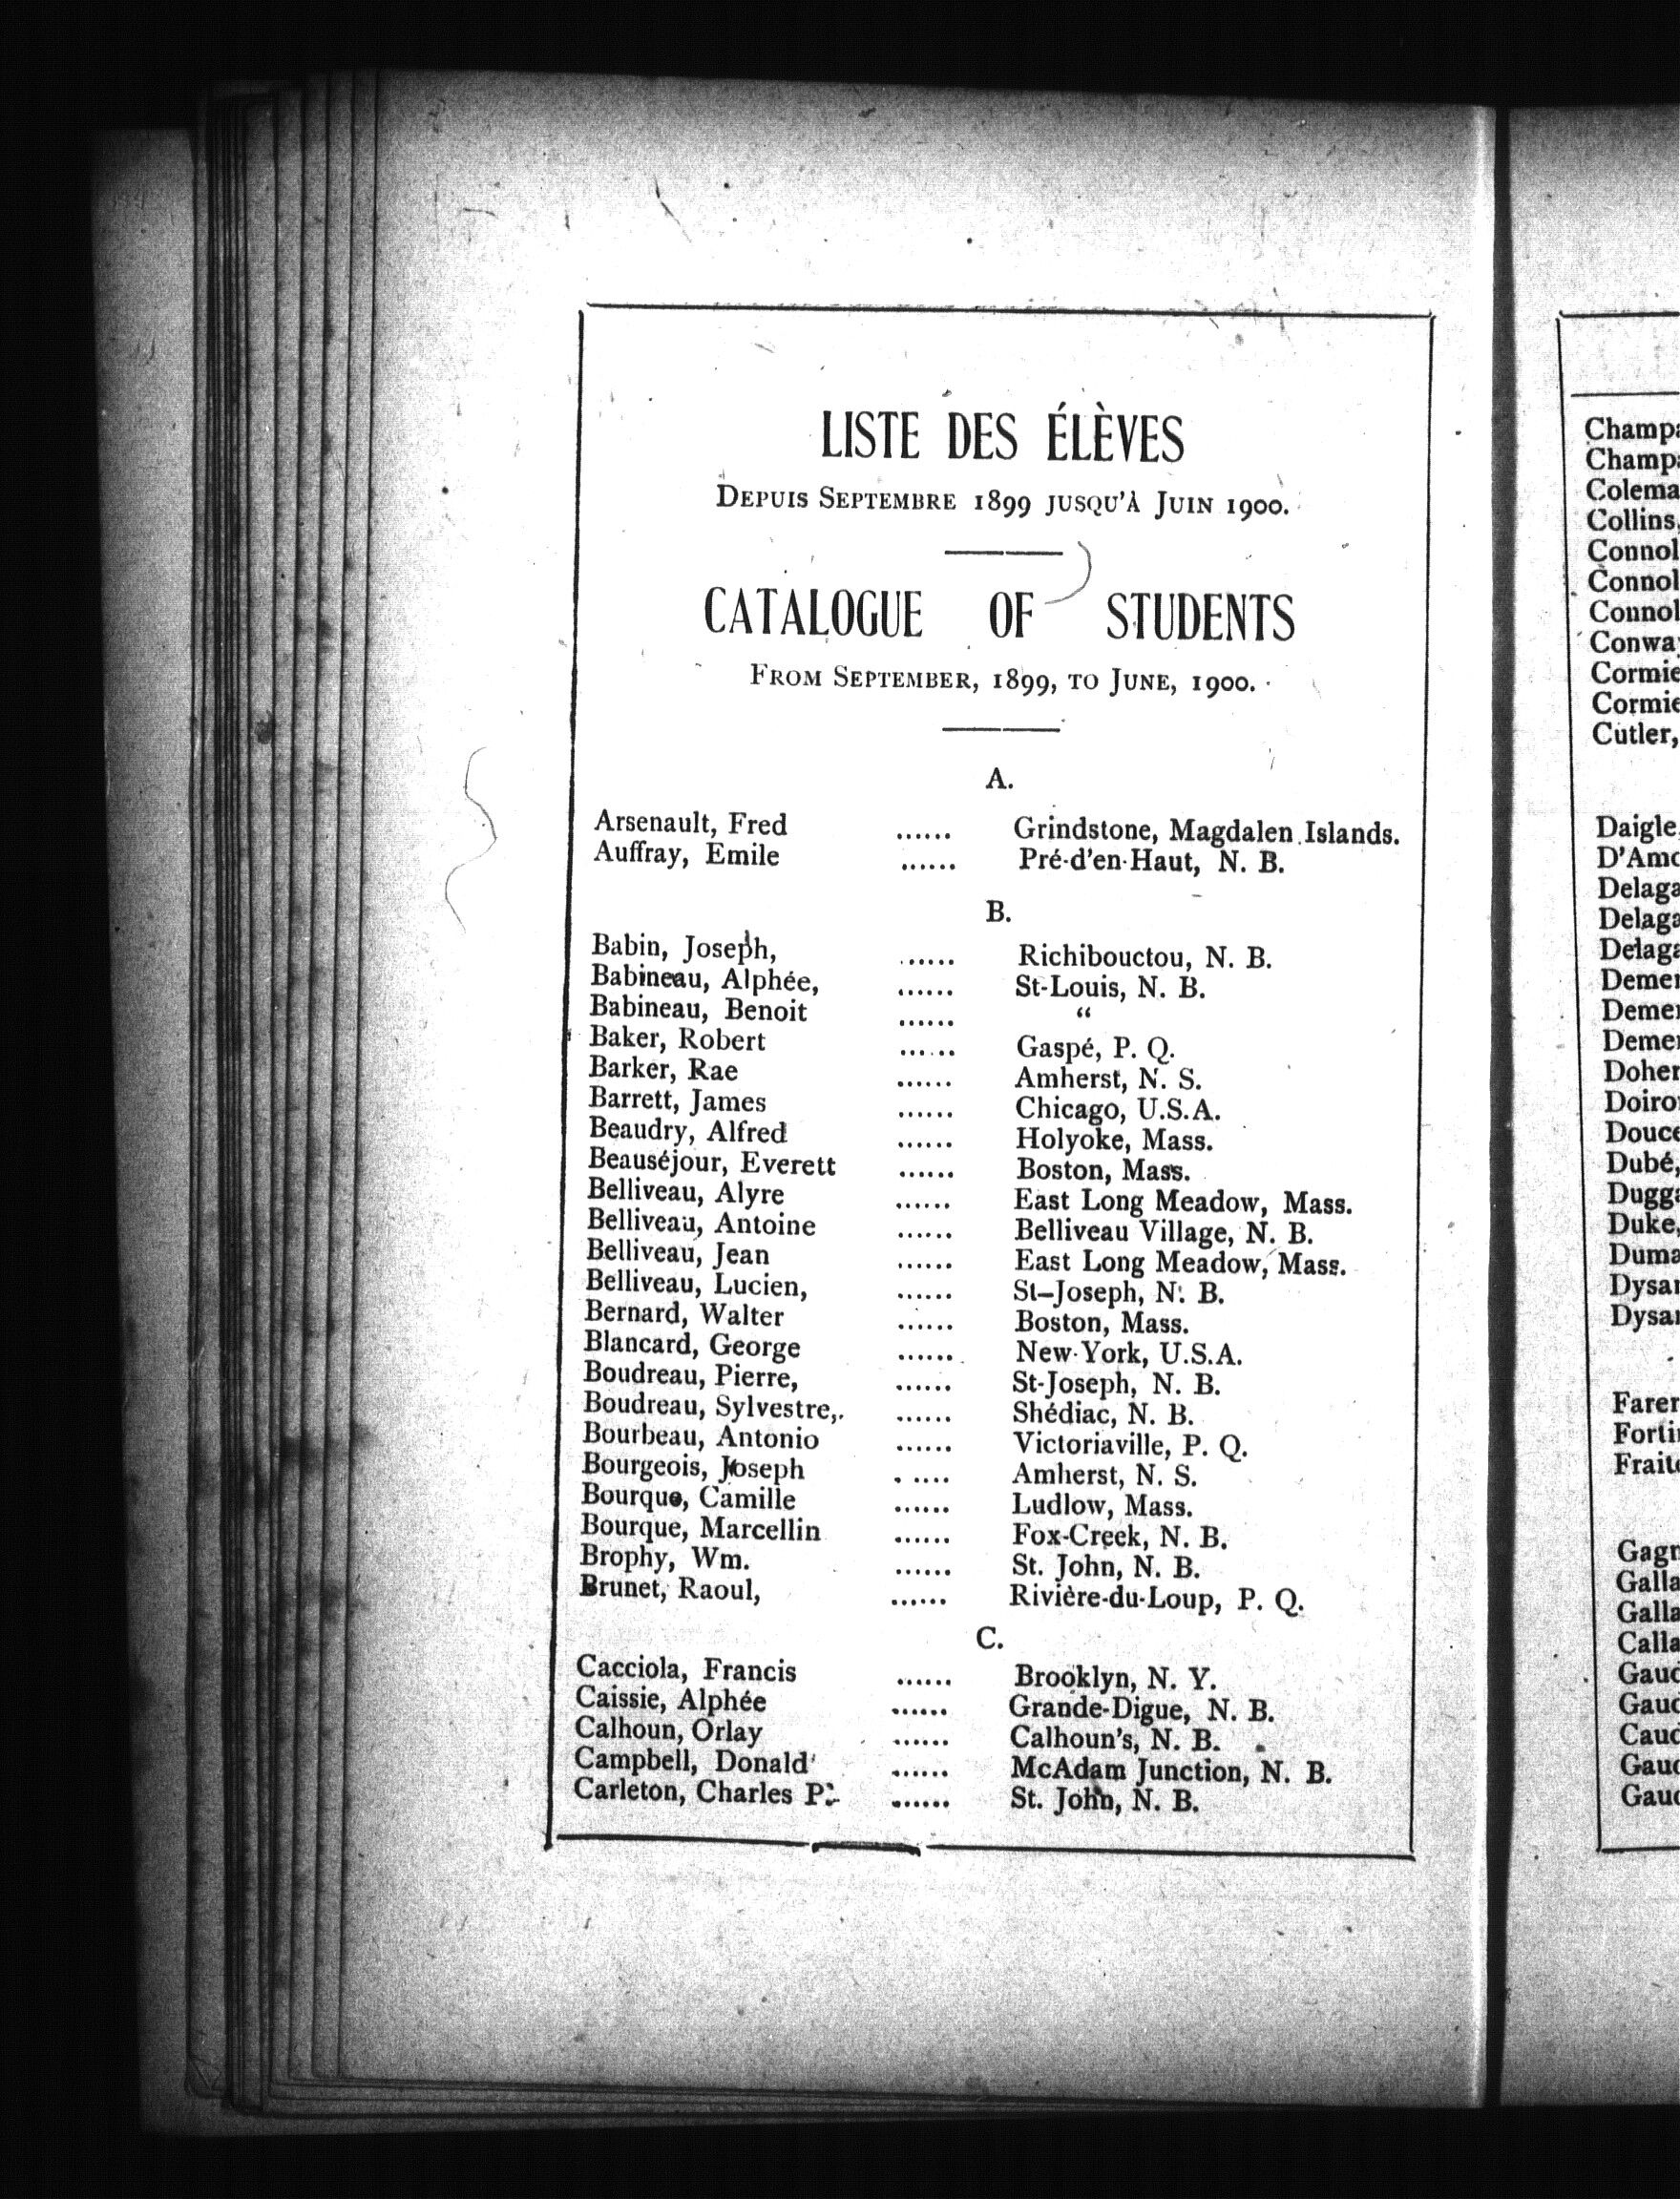 LISTE DES ÉLÈVES
DEPUIS SEPTEMBRE 1899 JUSQU'À JUIN 1900.
CATALOGUE OF STUDENTS
FROM SEPTEMBER, 1899, TO JUNE, 1900.
A.
Arsenault, Fred ...... Grindstone, Magdalen Islands.
Auffray, Emile ...... Pré-d'en-Haut, N. B.
B.
Babin, Joseph, ...... Richibouctou, N. B.
Babineau, Alphée, ...... St-Louis, N. B.
Babineau, Benoit ...... “
Baker, Robert ...... Gaspé, P. Q.
Barker, Rae ...... Amherst, N. S.
Barrett, James ...... Chicago, U.S.A.
Beaudry, Alfred ...... Holyoke, Mass.
Beauséjour, Everett ...... Boston, Mass.
Belliveau, Alyre ...... East Long Meadow, Mass.
Belliveau, Antoine ...... Belliveau Village, N. B.
Belliveau, Jean ...... East Long Meadow, Mass.
Belliveau, Lucien, ...... St-Joseph, N. B.
Bernard, Walter ...... Boston, Mass.
Blancard, George ...... New-York, U.S.A.
Boudreau, Pierre, ...... St-Joseph, N. B.
Boudreau, Sylvestre, ...... Shédiac, N. B.
Bourbeau, Antonio ...... Victoriaville, P. Q.
Bourgeois, Joseph ...... Amherst, N. S.
Bourque, Camille ...... Ludlow, Mass.
Bourque, Marcellin ...... Fox-Creek, N. B.
Brophy, Wm. ...... St. John, N. B.
Brunet, Raoul, ...... Rivière-du-Loup, P. Q.
C.
Cacciola, Francis ...... Brooklyn, N. Y.
Caissie, Alphée ...... Grande-Digue, N. B.
Calhoun, Orlay ...... Calhoun's, N. B.
Campbell, Donald ...... McAdam Junction, N. B.
Carleton, Charles P. ...... St. John, N. B.
Collins,
Cutler,
Daigle
Dubé,
Duke,